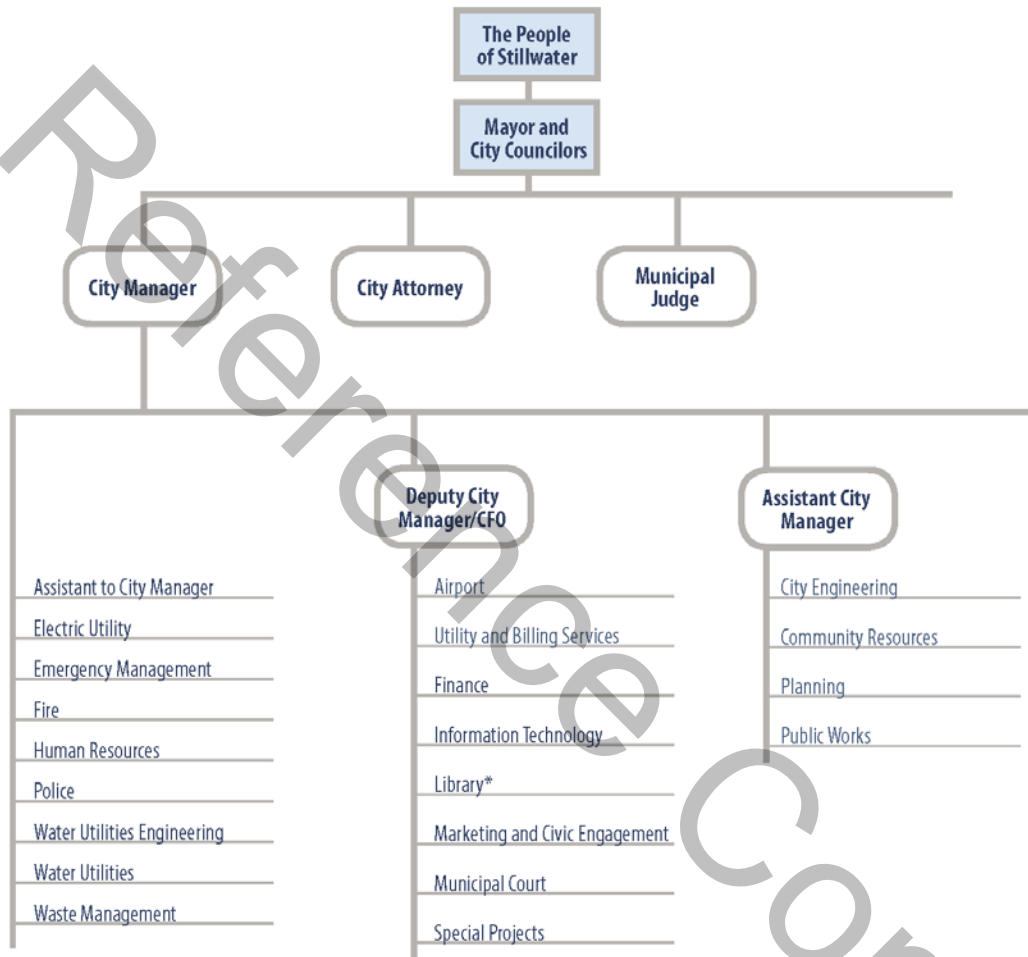 The People
of Stillwater
Mayor and
City Councilors
City Manager
City Attorney
Municipal
Judge
Deputy City
Manager/CFO
Assistant City
Manager
Assistant to City Manager
Electric Utility
Emergency Management
Fire
Human Resources
Police
Water Utilities Engineering
Water Utilities
Waste Management
Airport
Utility and Billing Services
Finance
Information Technology
Library*
Marketing and Civic Engagement
Municipal Court
Special Projects
City Engineering
Community Resources
Planning
Public Works
Reference